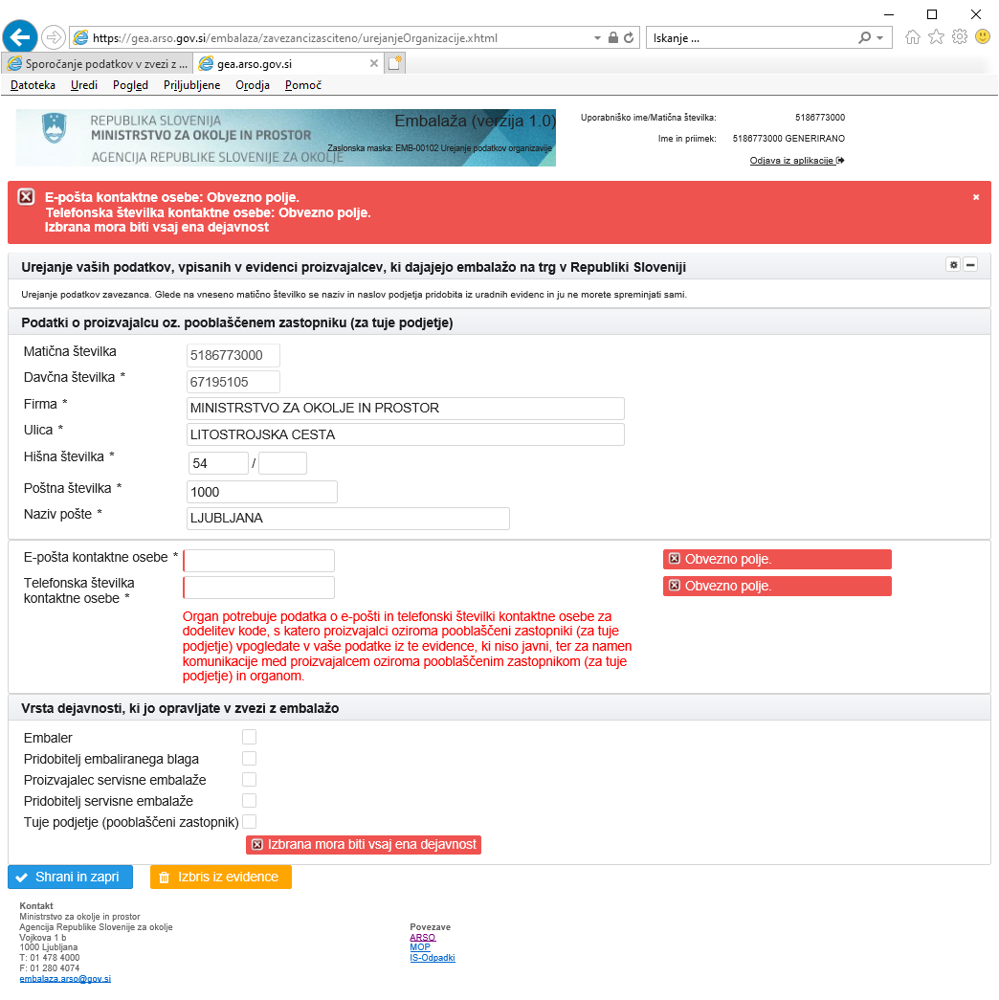 https://gea.arso.gov.si/embalaza/zavezancizasciteno/urejanjeOrganizacije.xhtml
Iskanje ...
Sporočanje podatkov v zvezi z ...
gea.arso.gov.si
Datoteka Uredi Pogled Priljubljene Orodja Pomoč
REPUBLIKA SLOVENIJA
MINISTRSTVO ZA OKOLJE IN PROSTOR
AGENCIJA REPUBLIKE SLOVENIJE ZA OKOLJE
Embalaža (verzija 1.0)
Zaslonska maska: EMB-00102 Urejanje podatkov organizavije
Uporabniško ime/Matična številka: 5186773000
Ime in priimek: 5186773000 GENERIRANO
Odjava iz aplikacije
E-pošta kontaktne osebe: Obvezno polje.
Telefonska številka kontaktne osebe: Obvezno polje.
Izbrana mora biti vsaj ena dejavnost
Urejanje vaših podatkov, vpisanih v evidenci proizvajalcev, ki dajajejo embalažo na trg v Republiki Sloveniji
Urejanje podatkov zavezanca. Glede na vneseno matično številko se naziv in naslov podjetja pridobita iz uradnih evidenc in ju ne morete spreminjati sami.
Podatki o proizvajalcu oz. pooblaščenem zastopniku (za tuje podjetje)
Matična številka 5186773000
Davčna številka * 67195105
Firma * MINISTRSTVO ZA OKOLJE IN PROSTOR
Ulica * LITOSTROJSKA CESTA
Hišna številka * 54 /
Poštna številka * 1000
Naziv pošte * LJUBLJANA
E-pošta kontaktne osebe * Obvezno polje.
Telefonska številka
kontaktne osebe * Obvezno polje.
Organ potrebuje podatka o e-pošti in telefonski številki kontaktne osebe za
dodelitev kode, s katero proizvajalci oziroma pooblaščeni zastopniki (za tuje
podjetje) vpogledate v vaše podatke iz te evidence, ki niso javni, ter za namen
komunikacije med proizvajalcem oziroma pooblaščenim zastopnikom (za tuje
podjetje) in organom.
Vrsta dejavnosti, ki jo opravljate v zvezi z embalažo
Embaler
Pridobitelj embaliranega blaga
Proizvajalec servisne embalaže
Pridobitelj servisne embalaže
Tuje podjetje (pooblaščeni zastopnik)
Izbrana mora biti vsaj ena dejavnost
Shrani in zapri Izbris iz evidence
Kontakt
Ministrstvo za okolje in prostor
Agencija Republike Slovenije za okolje
Vojkova 1 b
1000 Ljubljana
T: 01 478 4000
F: 01 280 4074
embalaza.arso@gov.si
Povezave
ARSO
MOP
IS-Odpadki